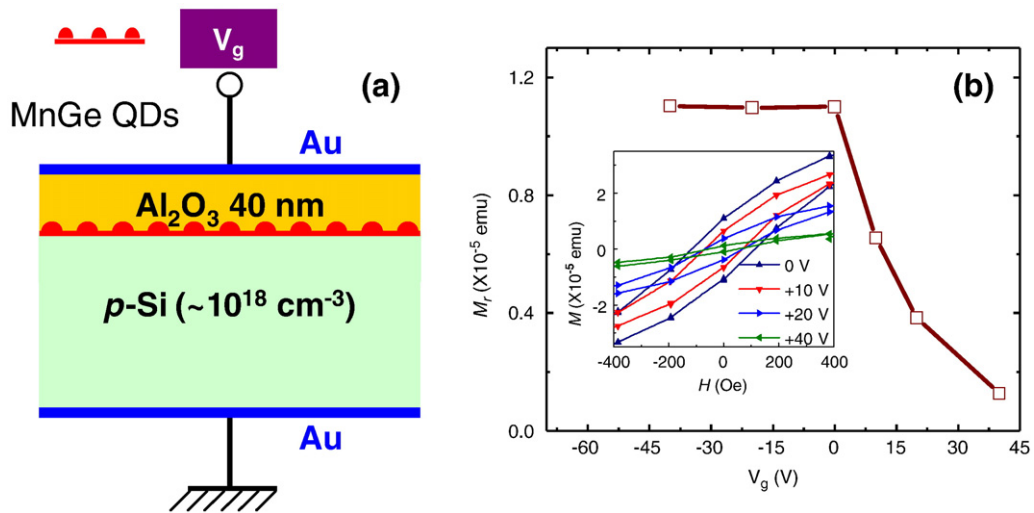 V_g
(a)
MnGe QDs
Au
Al₂O₃ 40 nm
p-Si (~10¹⁸ cm⁻³)
Au
(b)
1.2
0.8
0.4
0.0
M_r (X10⁻⁵ emu)
-60 -45 -30 -15 0 15 30 45
V_g (V)
2
0
-2
M (X10⁻⁵ emu)
0 V
+10 V
+20 V
+40 V
-400 -200 0 200 400
H (Oe)